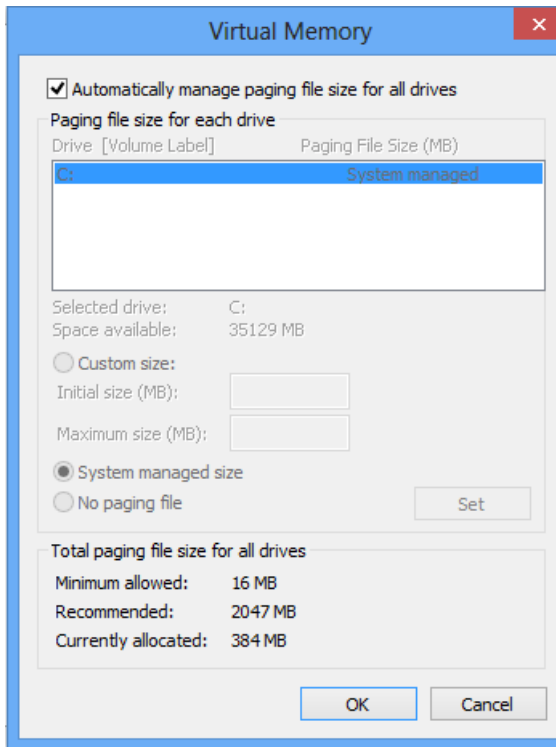 Virtual Memory
Automatically manage paging file size for all drives
Paging file size for each drive
Drive [Volume Label] Paging File Size (MB)
C: System managed
Selected drive: C:
Space available: 35129 MB
Custom size:
Initial size (MB):
Maximum size (MB):
System managed size
No paging file Set
Total paging file size for all drives
Minimum allowed: 16 MB
Recommended: 2047 MB
Currently allocated: 384 MB
OK Cancel